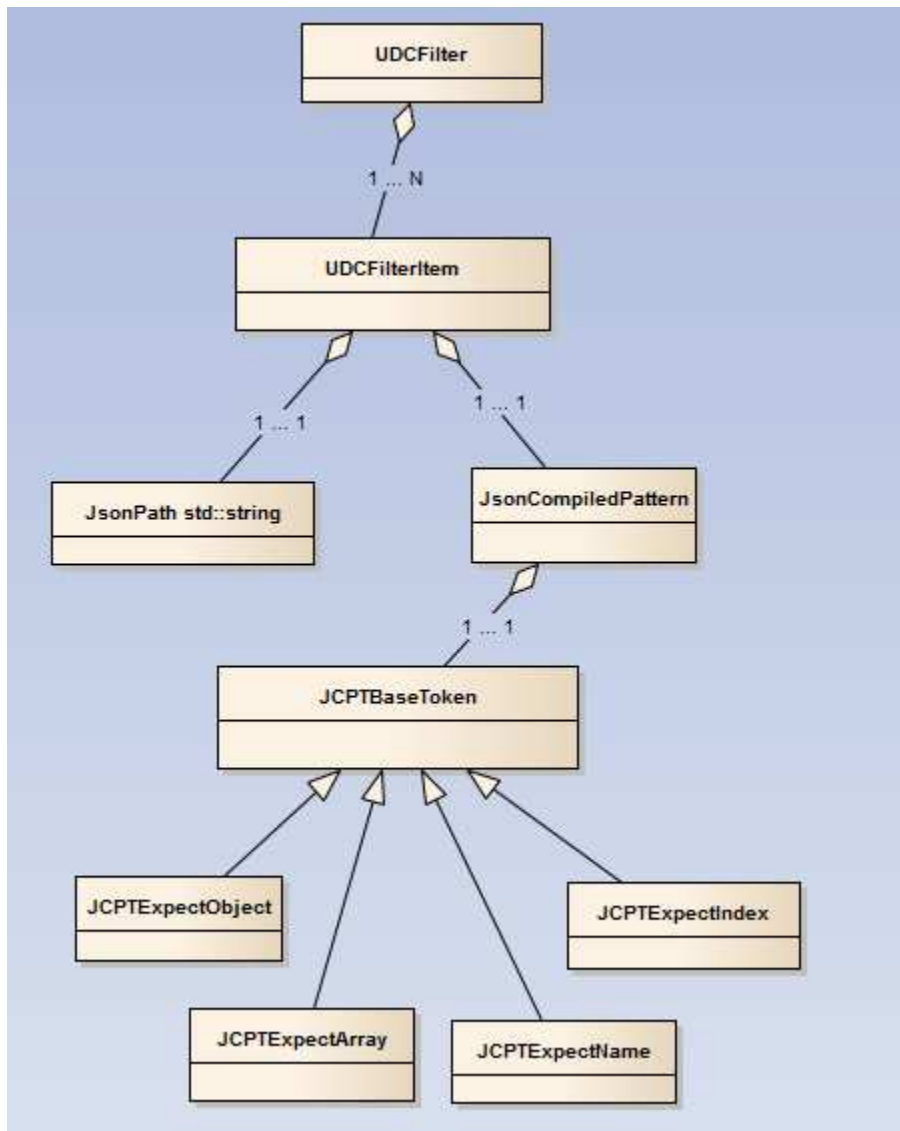 UDCFilter
1 ... N
UDCFilterItem
1 ... 1
1 ... 1
JsonPath std::string
JsonCompiledPattern
1 ... 1
JCPTBaseToken
JCPTExpectObject
JCPTExpectIndex
JCPTExpectArray
JCPTExpectName